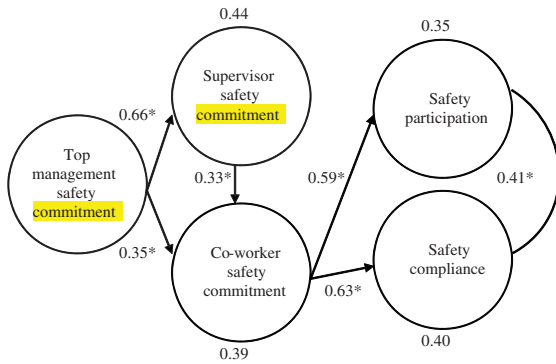 0.44
0.35
Supervisor
safety
commitment
Safety
participation
0.66*
Top
management
safety
commitment
0.33*
0.59*
0.41*
0.35*
Co-worker
safety
commitment
Safety
compliance
0.63*
0.39
0.40